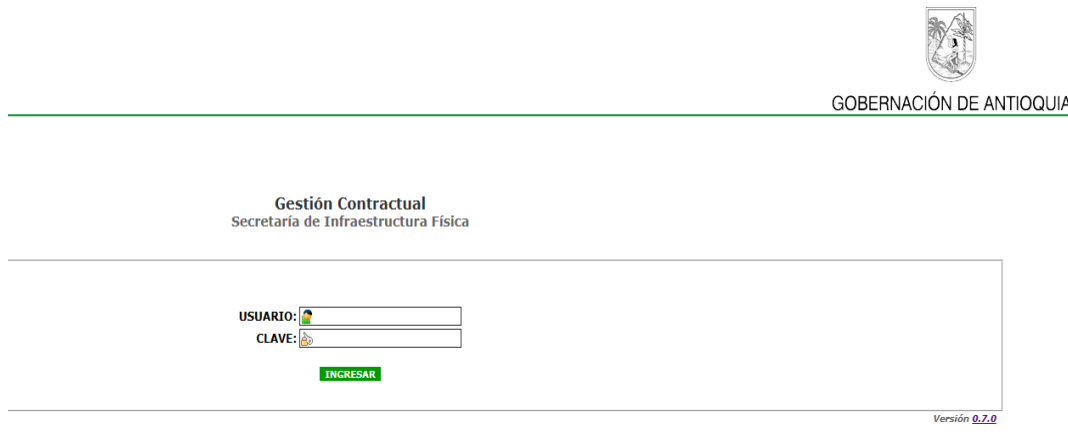 GOBERNACIÓN DE ANTIOQUIA
Gestión Contractual
Secretaría de Infraestructura Física
USUARIO:
CLAVE:
INGRESAR
Versión 0.7.0